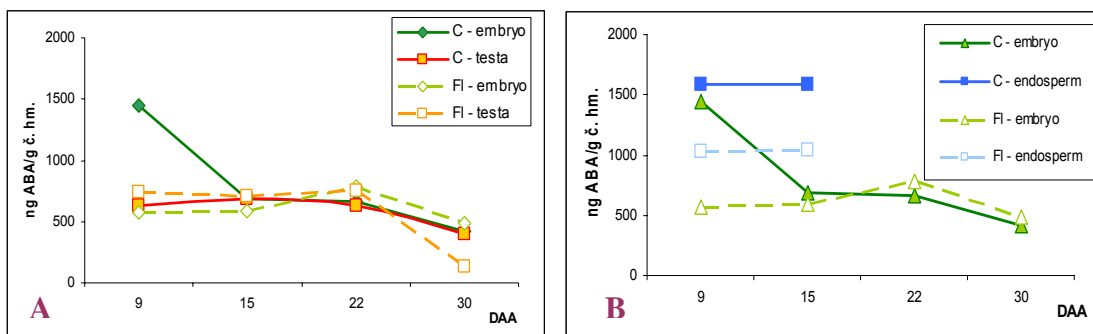 2000
1500
1000
500
0
ng ABA/g č. hm.
9 15 22 30
DAA
A
C - embryo
C - testa
Fl - embryo
Fl - testa
2000
1500
1000
500
0
ng ABA/g č. hm.
9 15 22 30
DAA
B
C - embryo
C - endosperm
Fl - embryo
Fl - endosperm